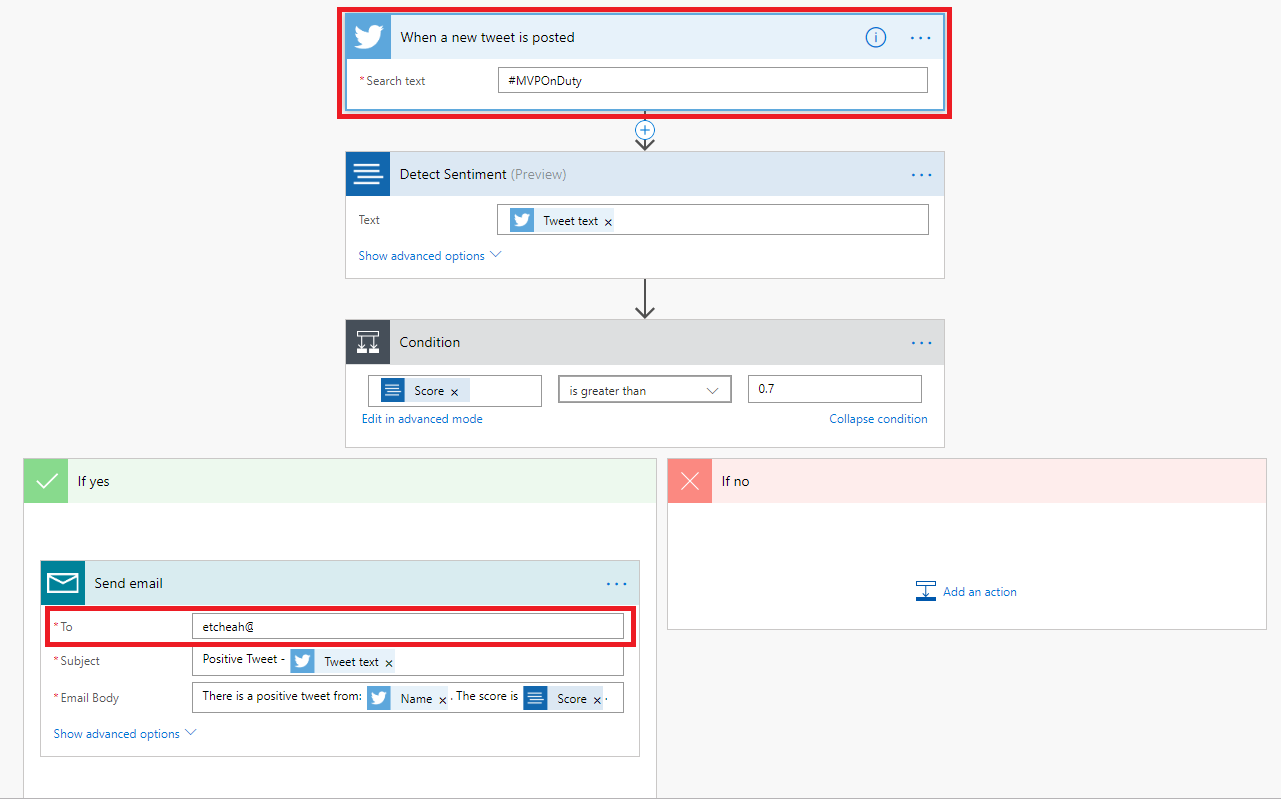 When a new tweet is posted
* Search text #MVPOnDuty
Detect Sentiment (Preview)
Text Tweet text ×
Show advanced options
Condition
Score × is greater than 0.7
Edit in advanced mode Collapse condition
If yes
If no
Send email
* To etcheah@
* Subject Positive Tweet - Tweet text ×
* Email Body There is a positive tweet from: Name × . The score is Score × .
Show advanced options
Add an action